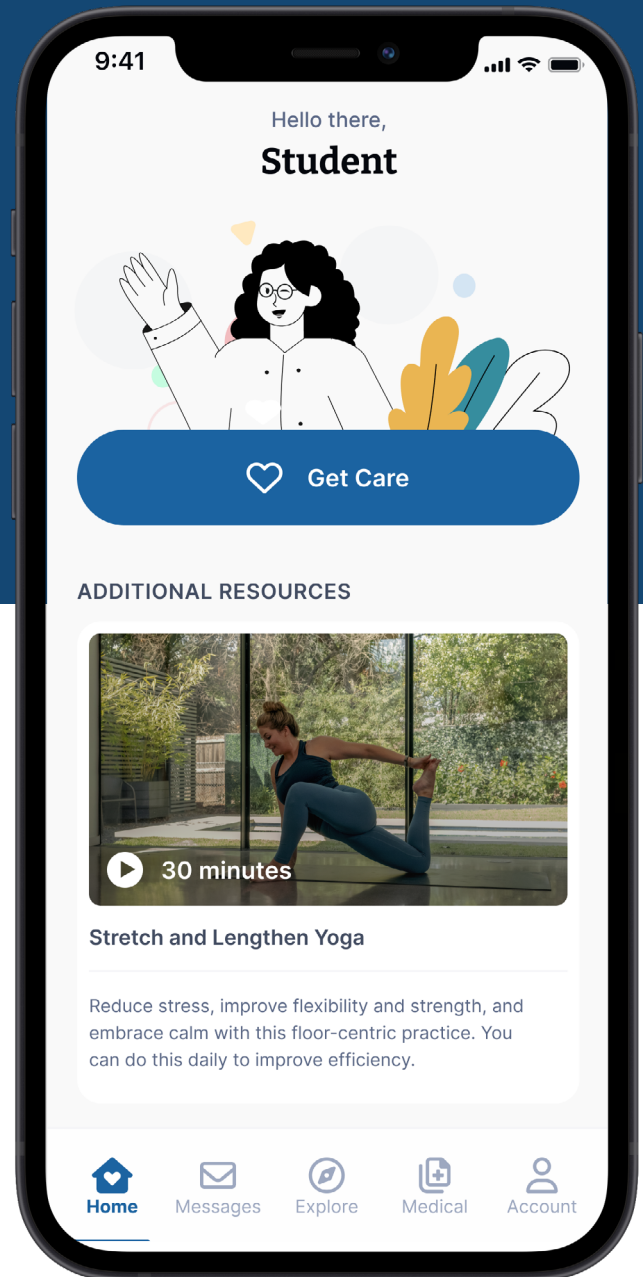 9:41
Hello there,
Student
Get Care
ADDITIONAL RESOURCES
30 minutes
Stretch and Lengthen Yoga
Reduce stress, improve flexibility and strength, and
embrace calm with this floor-centric practice. You
can do this daily to improve efficiency.
Home Messages Explore Medical Account